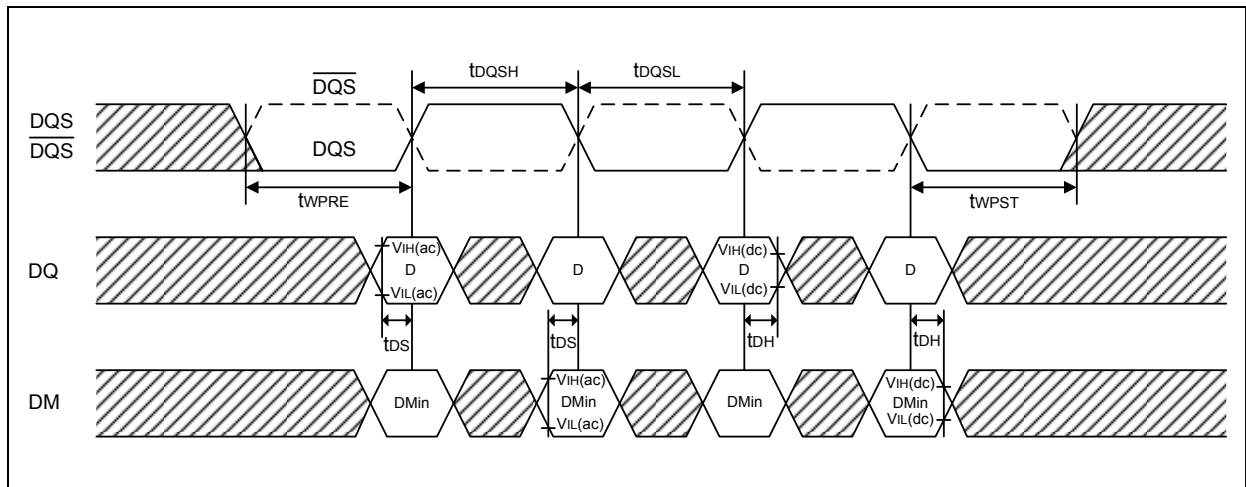 DQS
tDQSH
tDQSL
DQS
DQS
DQS
tWPRE
tWPST
DQ
VIH(ac)
D
VIL(ac)
D
VIH(dc)
D
VIL(dc)
D
tDS
tDS
tDH
tDH
DM
DMin
VIH(ac)
DMin
VIL(ac)
DMin
VIH(dc)
DMin
VIL(dc)